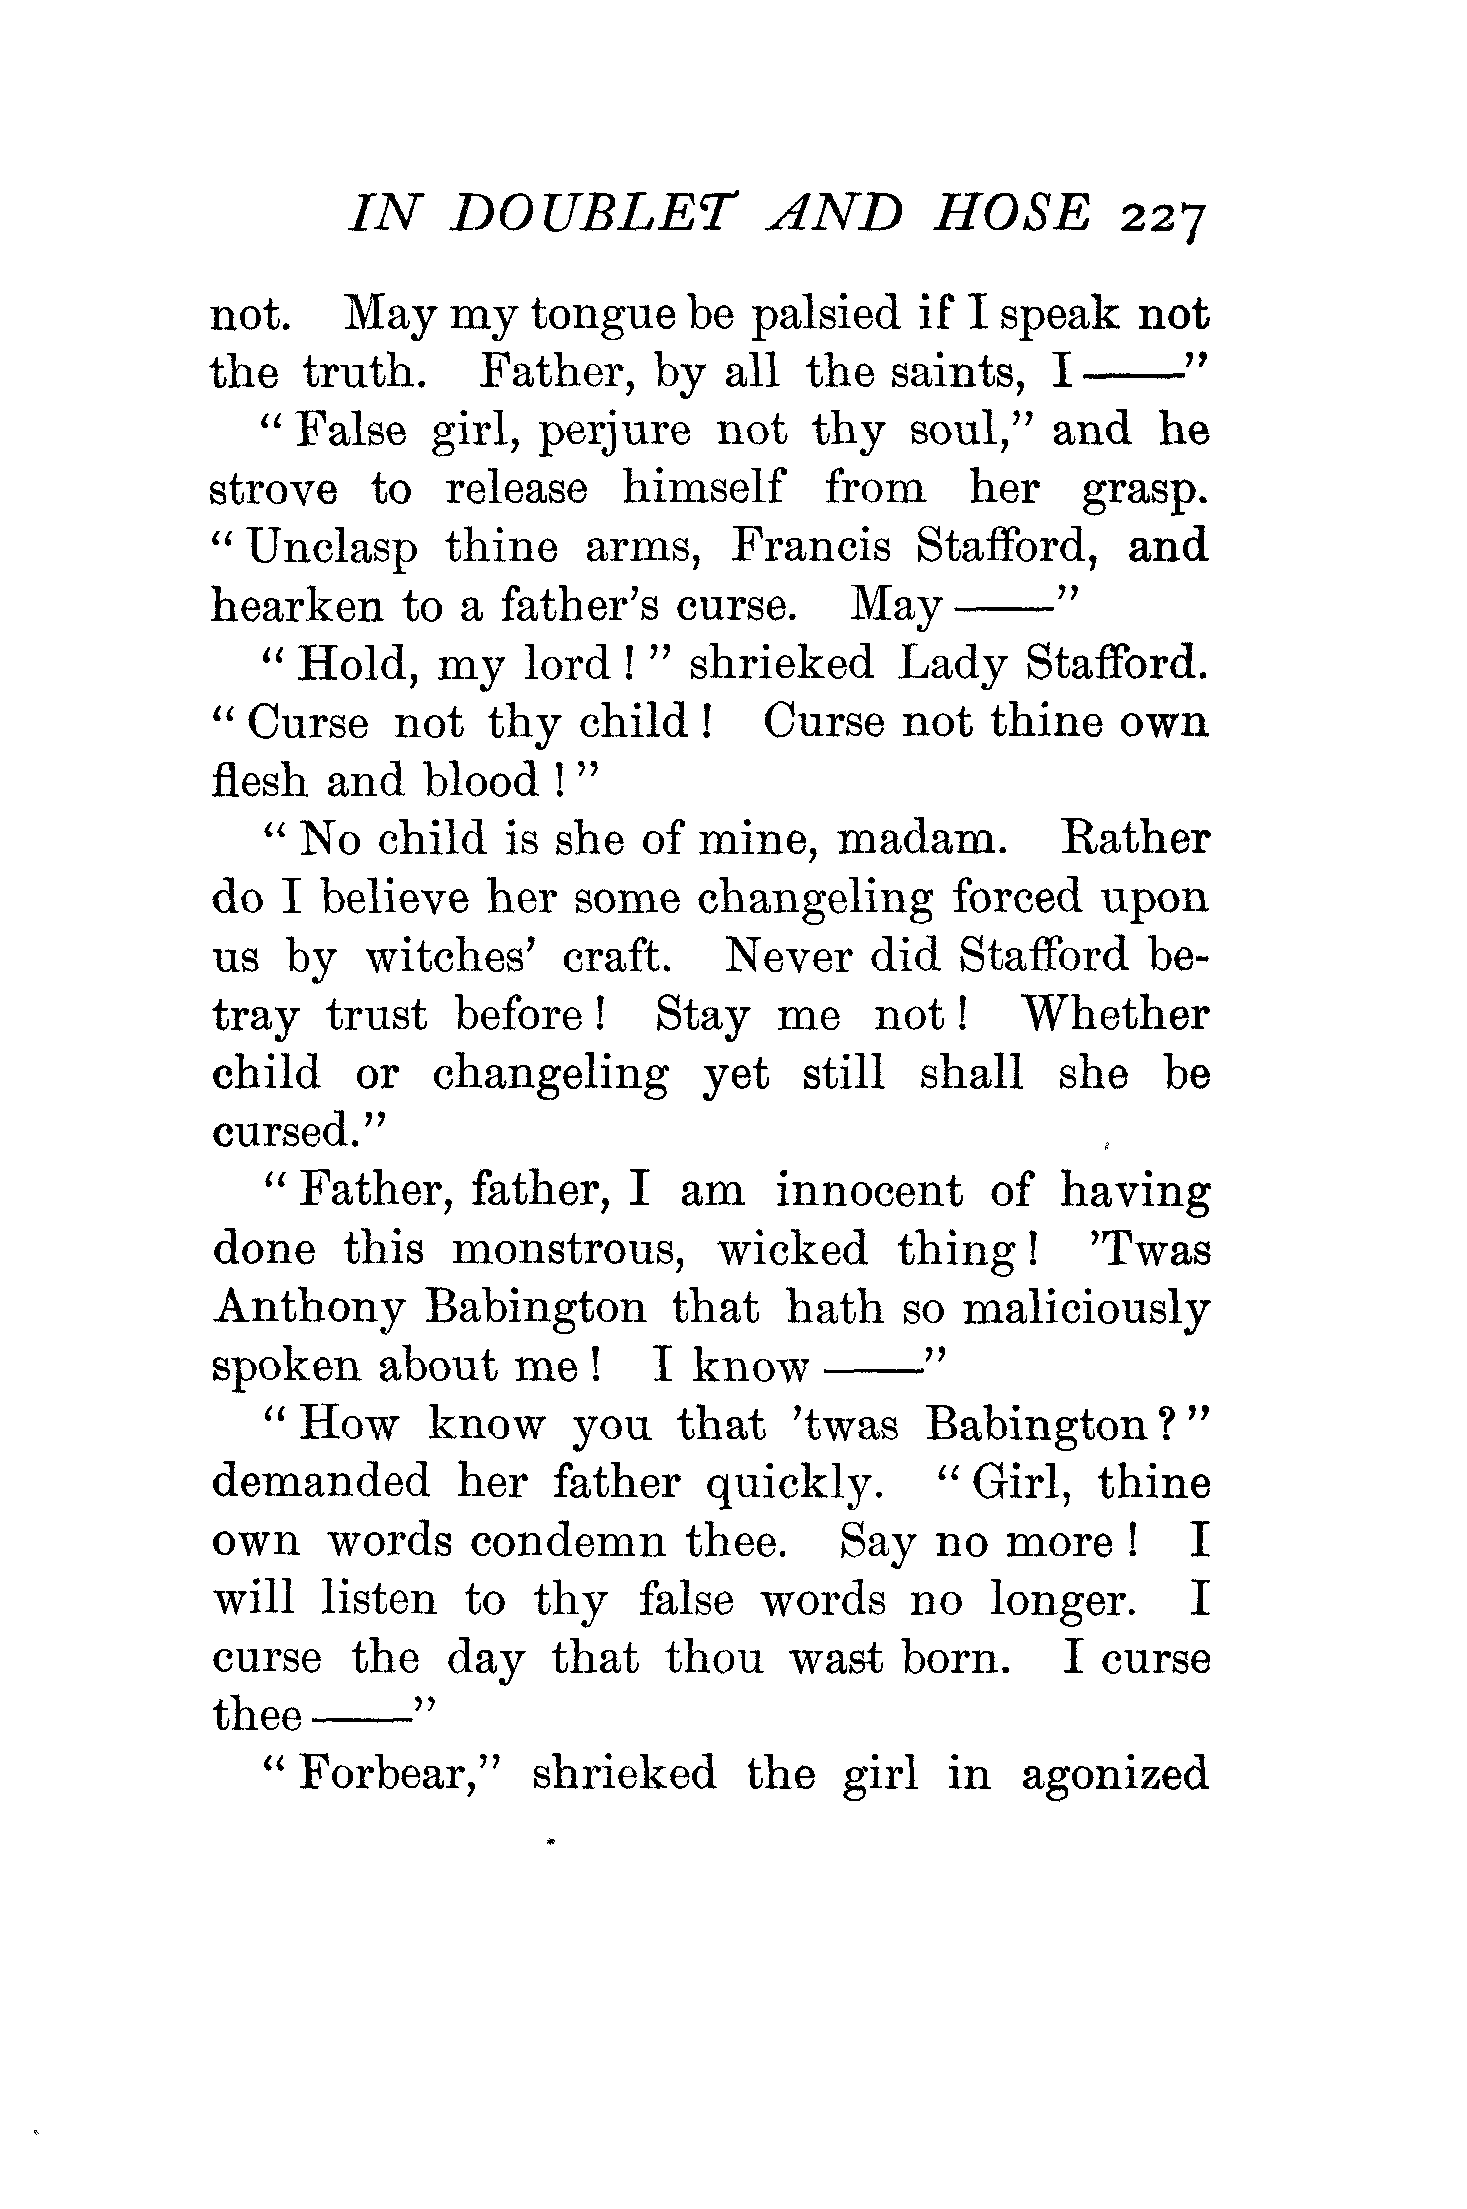 IN DOUBLET AND HOSE 227
not. May my tongue be palsied if I speak not
the truth. Father, by all the saints, I——”
“ False girl, perjure not thy soul,” and he
strove to release himself from her grasp.
“ Unclasp thine arms, Francis Stafford, and
hearken to a father’s curse. May——”
“ Hold, my lord ! ” shrieked Lady Stafford.
“ Curse not thy child ! Curse not thine own
flesh and blood ! ”
“ No child is she of mine, madam. Rather
do I believe her some changeling forced upon
us by witches’ craft. Never did Stafford be-
tray trust before ! Stay me not ! Whether
child or changeling yet still shall she be
cursed.”
“ Father, father, I am innocent of having
done this monstrous, wicked thing ! ’Twas
Anthony Babington that hath so maliciously
spoken about me ! I know ——”
“ How know you that ’twas Babington ? ”
demanded her father quickly. “ Girl, thine
own words condemn thee. Say no more ! I
will listen to thy false words no longer. I
curse the day that thou wast born. I curse
thee——”
“ Forbear,” shrieked the girl in agonized